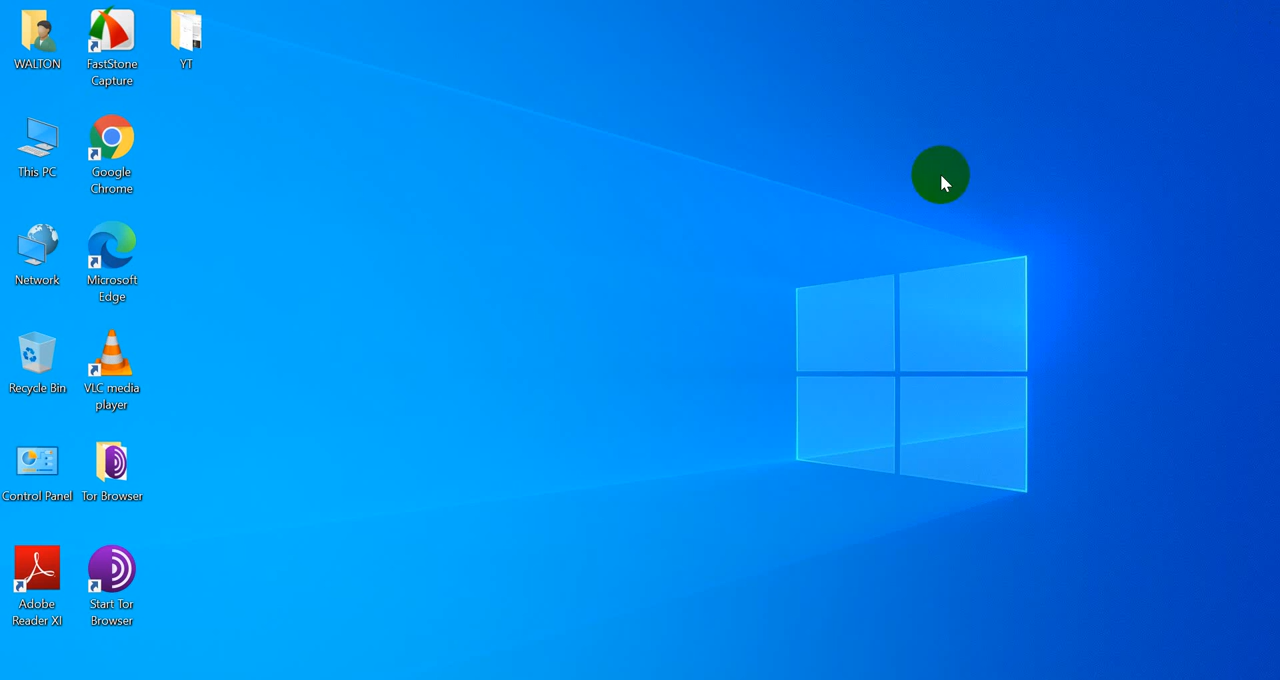 WALTON
FastStone
Capture
YT
This PC
Google
Chrome
Network
Microsoft
Edge
Recycle Bin
VLC media
player
Control Panel
Tor Browser
Adobe
Reader XI
Start Tor
Browser